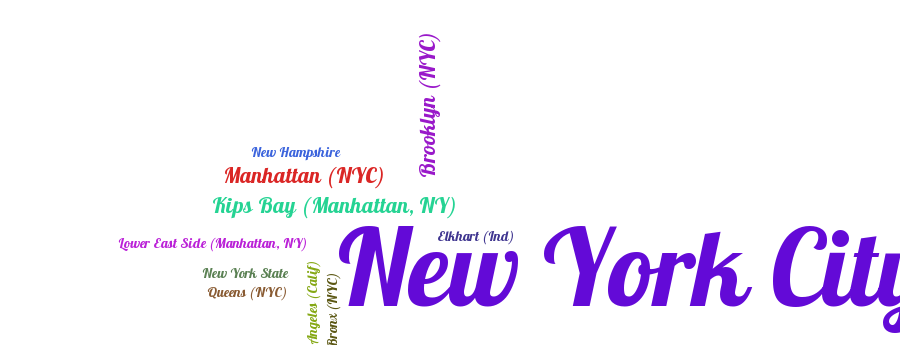 Brooklyn (NYC)
New Hampshire
Manhattan (NYC)
Kips Bay (Manhattan, NY)
Elkhart (Ind)
Lower East Side (Manhattan, NY)
New York City
New York State
Queens (NYC)
Angeles (Calif)
Bronx (NYC)